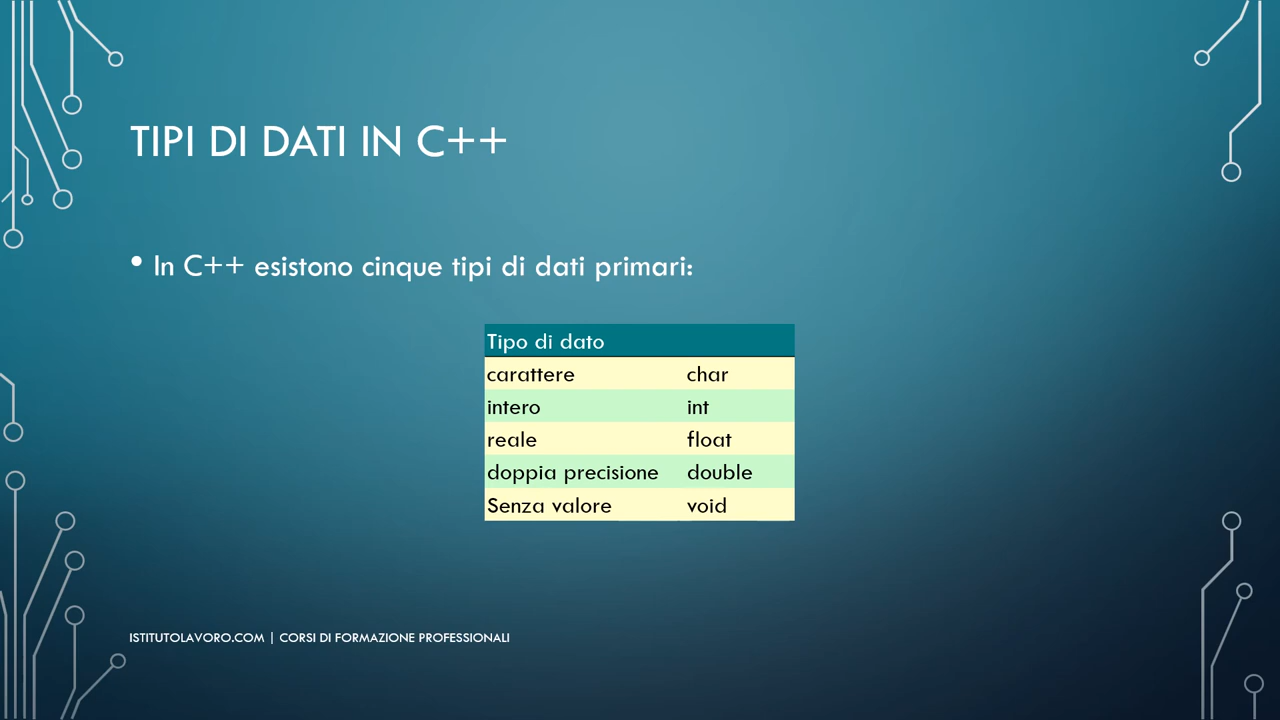 TIPI DI DATI IN C++
• In C++ esistono cinque tipi di dati primari:
Tipo di dato
carattere char
intero int
reale float
doppia precisione double
Senza valore void
ISTITUTOLAVORO.COM | CORSI DI FORMAZIONE PROFESSIONALI